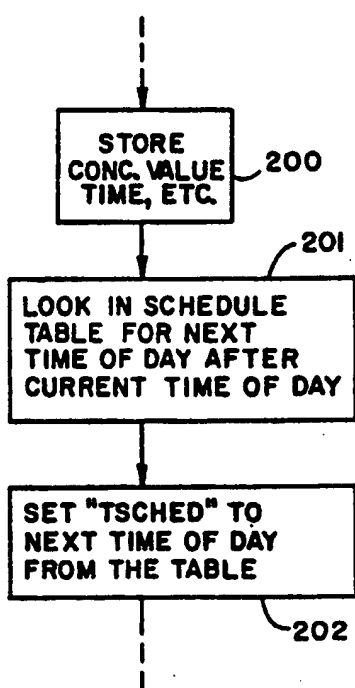 STORE
CONC. VALUE
TIME, ETC.
200
201
LOOK IN SCHEDULE
TABLE FOR NEXT
TIME OF DAY AFTER
CURRENT TIME OF DAY
SET "TSCHED" TO
NEXT TIME OF DAY
FROM THE TABLE
202